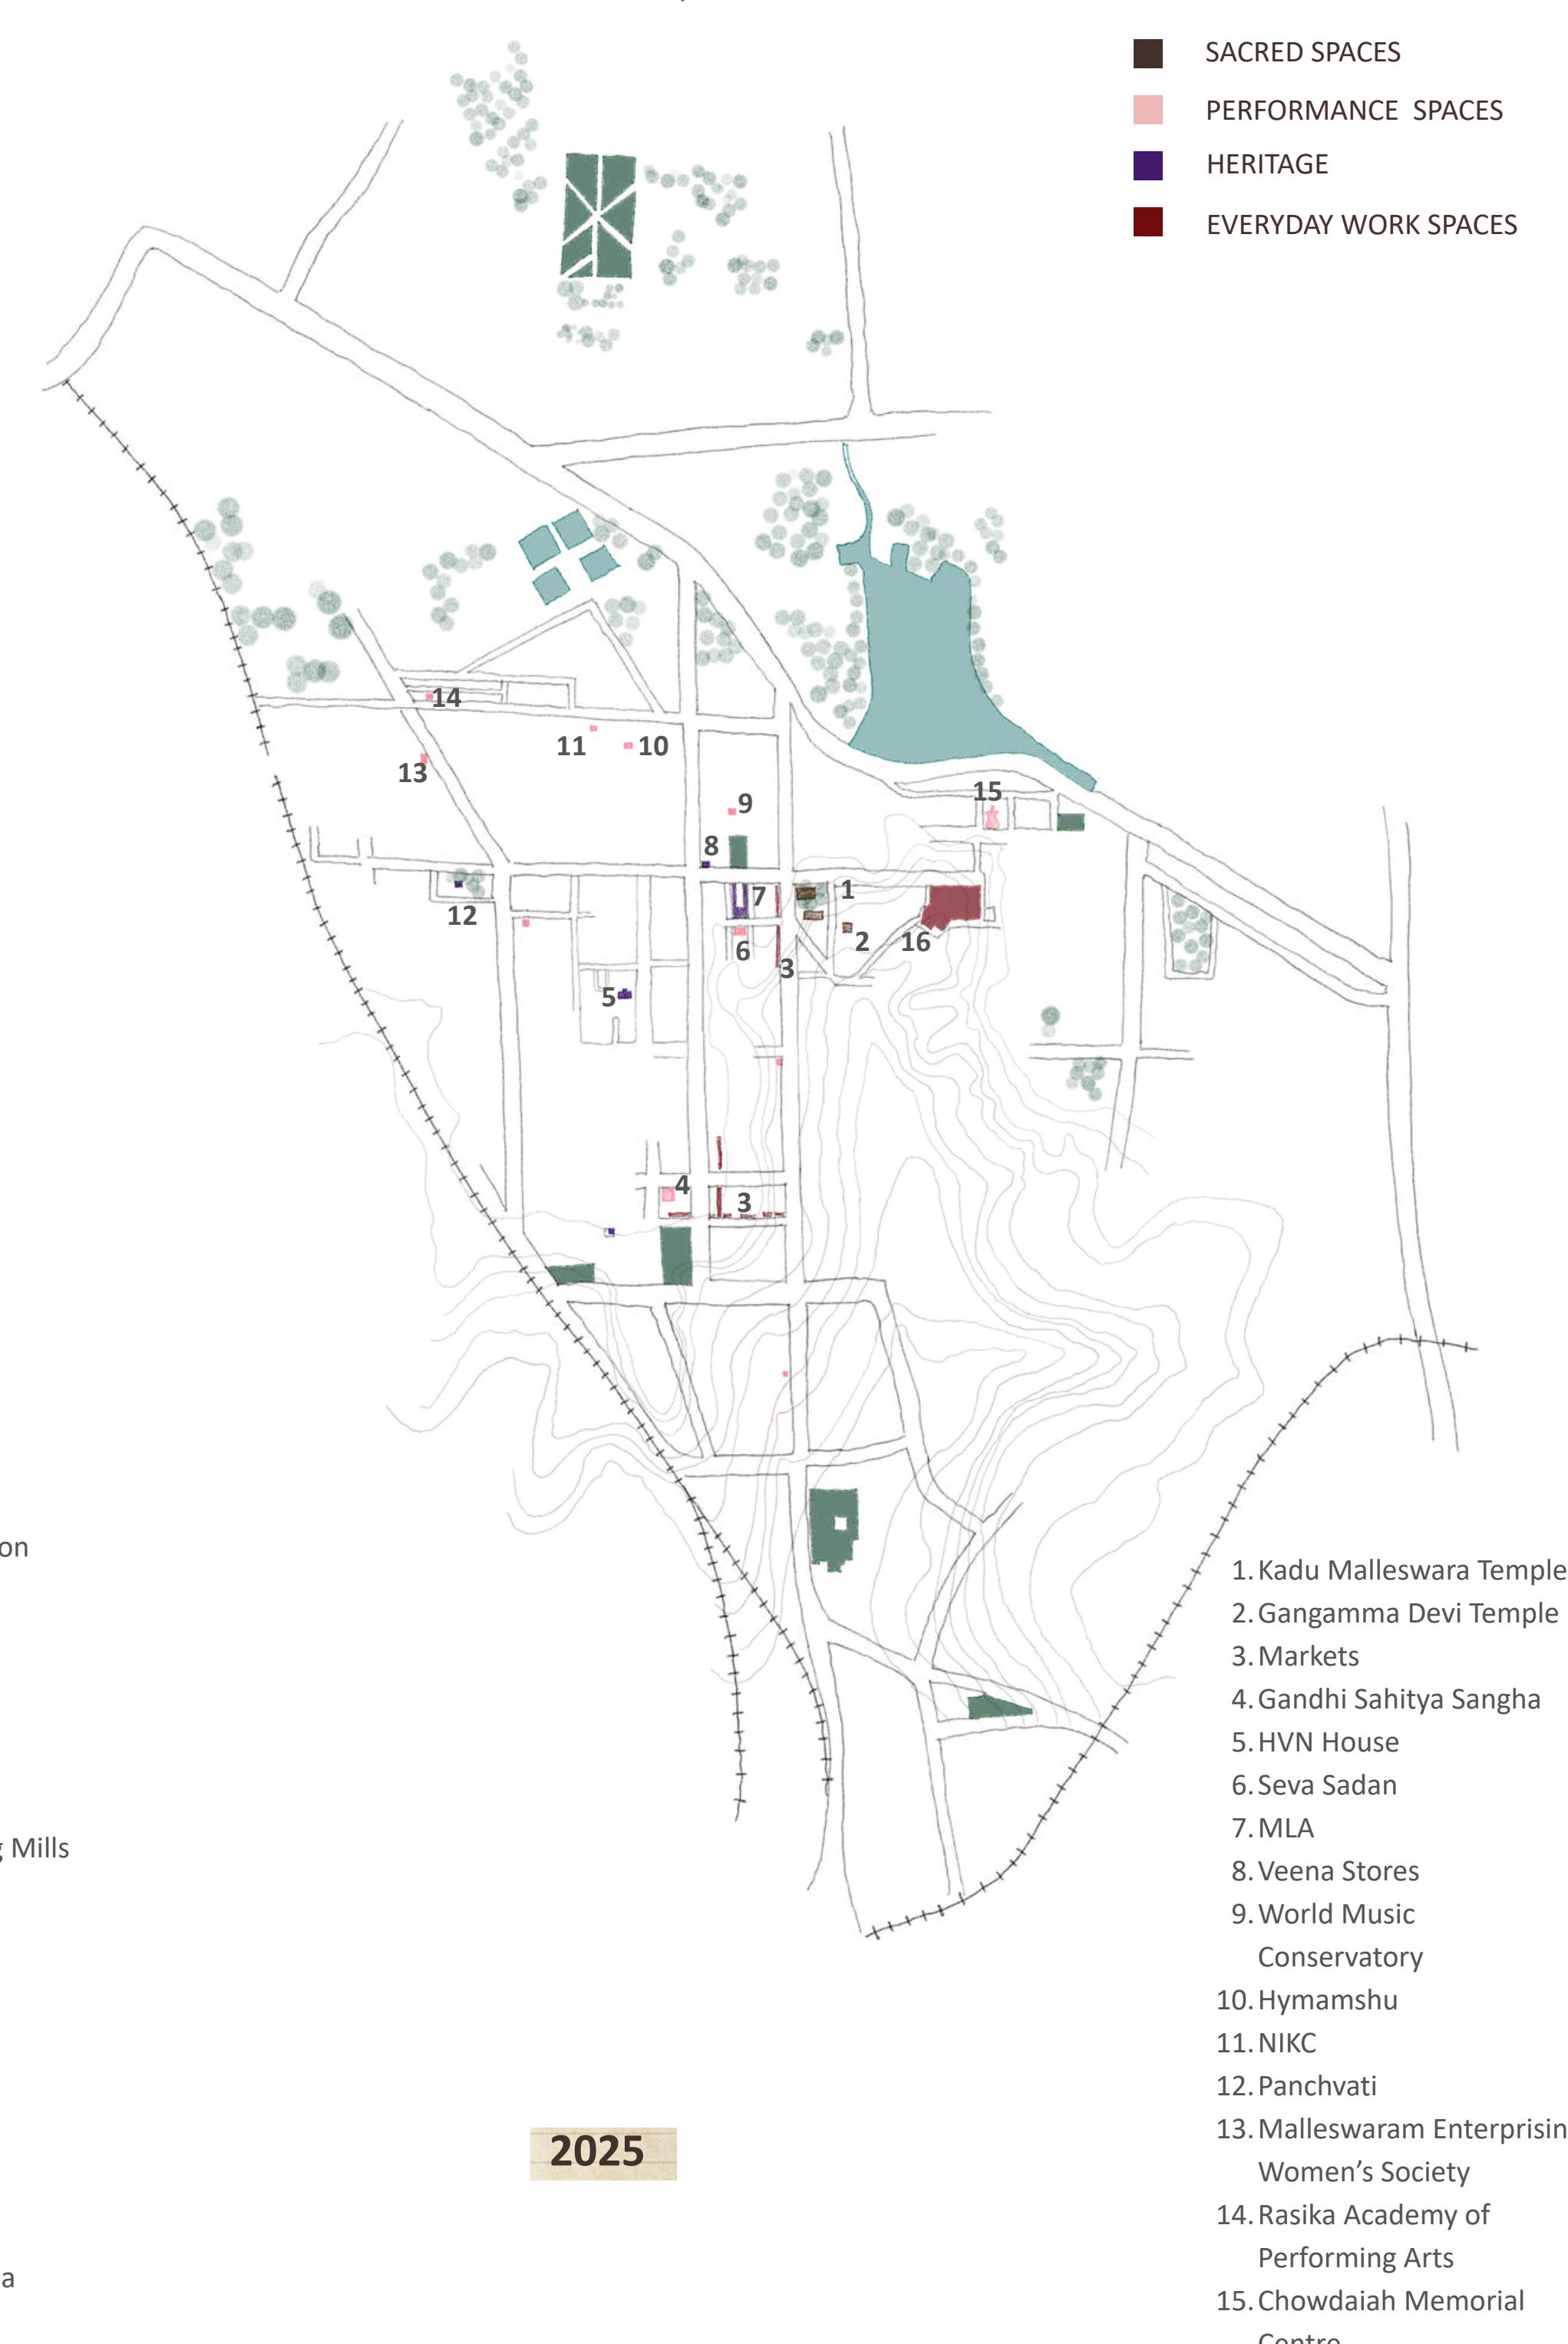 SACRED SPACES
PERFORMANCE SPACES
HERITAGE
EVERYDAY WORK SPACES
14
11
10
13
9
15
8
1
7
12
2
16
6
3
5
4
3
on
1. Kadu Malleswara Temple
2. Gangamma Devi Temple
3. Markets
4. Gandhi Sahitya Sangha
5. HVN House
6. Seva Sadan
7. MLA
g Mills
8. Veena Stores
9. World Music
Conservatory
10. Hymamshu
11. NIKC
12. Panchvati
13. Malleswaram Enterprisin
2025
Women's Society
14. Rasika Academy of
Performing Arts
a
15. Chowdaiah Memorial
Centre